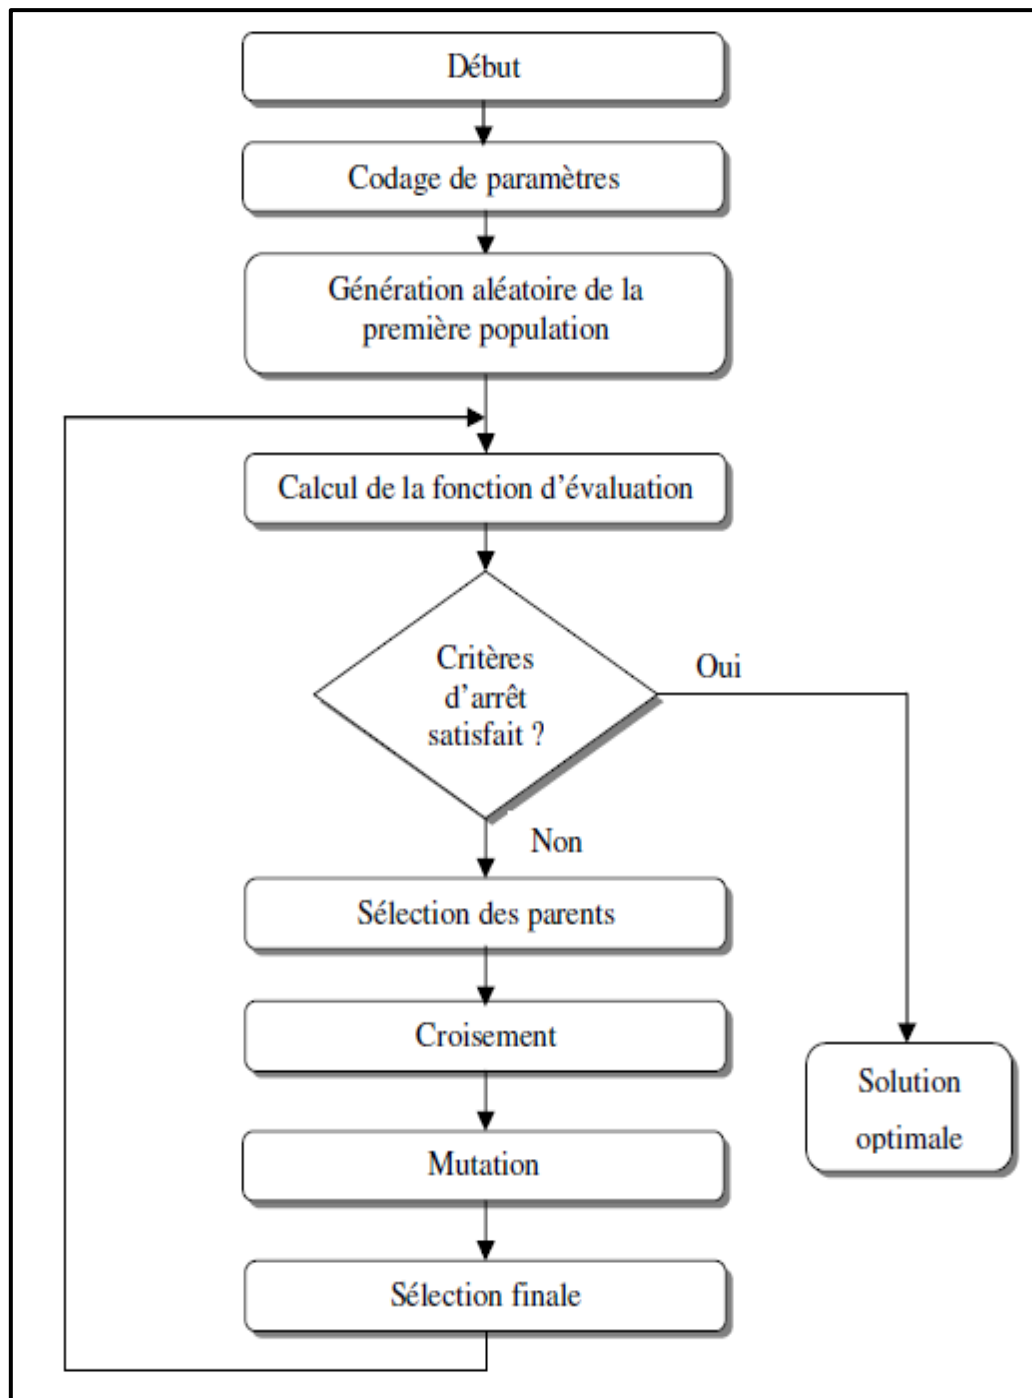 Début
Codage de paramètres
Génération aléatoire de la
première population
Calcul de la fonction d'évaluation
Critères
d'arrêt
satisfait ?
Oui
Non
Sélection des parents
Croisement
Solution
optimale
Mutation
Sélection finale